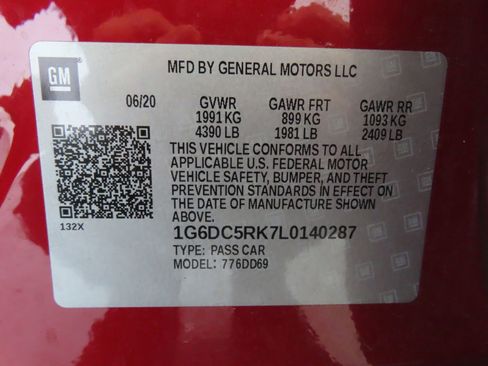 GM
MFD BY GENERAL MOTORS LLC
06/20 GVWR GAWR FRT GAWR RR
1991 KG 899 KG 1093 KG
4390 LB 1981 LB 2409 LB
THIS VEHICLE CONFORMS TO ALL
APPLICABLE U.S. FEDERAL MOTOR
VEHICLE SAFETY, BUMPER, AND THEFT
PREVENTION STANDARDS IN EFFECT ON
THE DATE OF MANUFACTURE SHOWN
ABOVE.
132X
1G6DC5RK7L0140287
TYPE: PASS CAR
MODEL: 776DD69